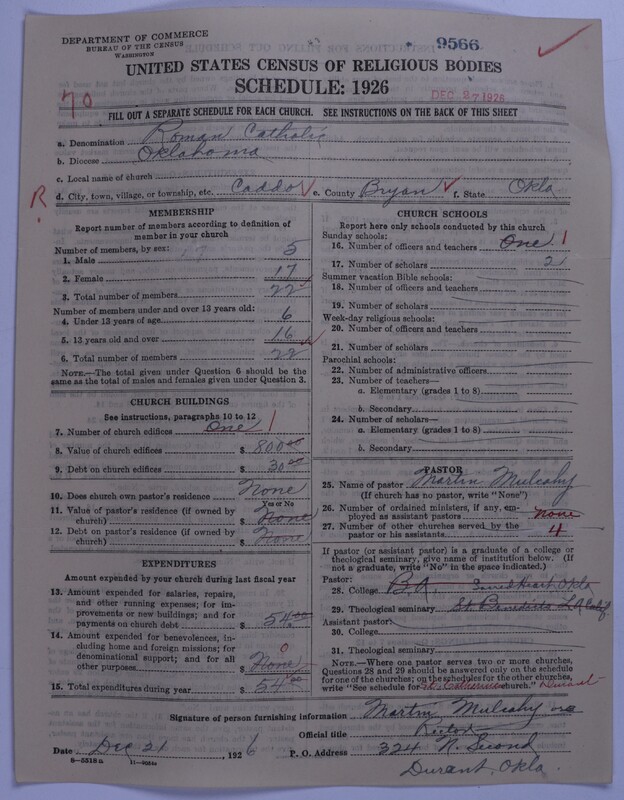 DEPARTMENT OF COMMERCE
BUREAU OF THE CENSUS
WASHINGTON
9566
UNITED STATES CENSUS OF RELIGIOUS BODIES
SCHEDULE: 1926
DEC 27 1926
70
FILL OUT A SEPARATE SCHEDULE FOR EACH CHURCH. SEE INSTRUCTIONS ON THE BACK OF THIS SHEET
a. Denomination Roman Catholic
b. Diocese Oklahoma
c. Local name of church
R
d. City, town, village, or township, etc. Caddo e. County Bryan f. State Okla
MEMBERSHIP
Report number of members according to definition of
member in your church
Number of members, by sex:
1. Male 5
2. Female 17
3. Total number of members 22
Number of members under and over 13 years old:
4. Under 13 years of age 6
5. 13 years old and over 16
6. Total number of members 22
NOTE.—The total given under Question 6 should be
same as the total of males and females given under Question 3.
CHURCH BUILDINGS
See instructions, paragraphs 10 to 12
7. Number of church edifices One 1
8. Value of church edifices $ 800.00
9. Debt on church edifices $ 30.00
10. Does church own pastor's residence None
Yes or No
11. Value of pastor's residence (if owned by
church) $ None
12. Debt on pastor's residence (if owned by
church) $ None
EXPENDITURES
Amount expended by your church during last fiscal year
13. Amount expended for salaries, repairs,
and other running expenses; for im-
provements or new buildings; and for
payments on church debt $ 54.00
14. Amount expended for benevolences, in-
cluding home and foreign missions; for
denominational support; and for all
other purposes $ None 0
15. Total expenditures during year $ 54.00
CHURCH SCHOOLS
Report here only schools conducted by this church
Sunday schools:
16. Number of officers and teachers One 1
17. Number of scholars 21
Summer vacation Bible schools:
18. Number of officers and teachers
19. Number of scholars
Week-day religious schools:
20. Number of officers and teachers
21. Number of scholars
Parochial schools:
22. Number of administrative officers
23. Number of teachers—
a. Elementary (grades 1 to 8)
b. Secondary
24. Number of scholars—
a. Elementary (grades 1 to 8)
b. Secondary
PASTOR
25. Name of pastor Martin Mulcahy
(If church has no pastor, write "None")
26. Number of ordained ministers, if any, em-
ployed as assistant pastors none
27. Number of other churches served by the
pastor or his assistants 4
If pastor (or assistant pastor) is a graduate of a college or
theological seminary, give name of institution below. (If
not a graduate, write "No" in the space indicated.)
Pastor:
28. College B.A. Sacred Heart Okla
29. Theological seminary St. Benedicts LA Calif
Assistant pastor:
30. College
31. Theological seminary
NOTE.—Where one pastor serves two or more churches,
Questions 28 and 29 should be answered only on the schedule
for one of the churches; on the schedules for the other churches,
write "See schedule for St. Catherine church." Durant
Signature of person furnishing information Martin Mulcahy
Official title Rector
Date Dec 21, 1926 P. O. Address 324 N. Second
8—5518a 11—9054a
Durant, Okla.